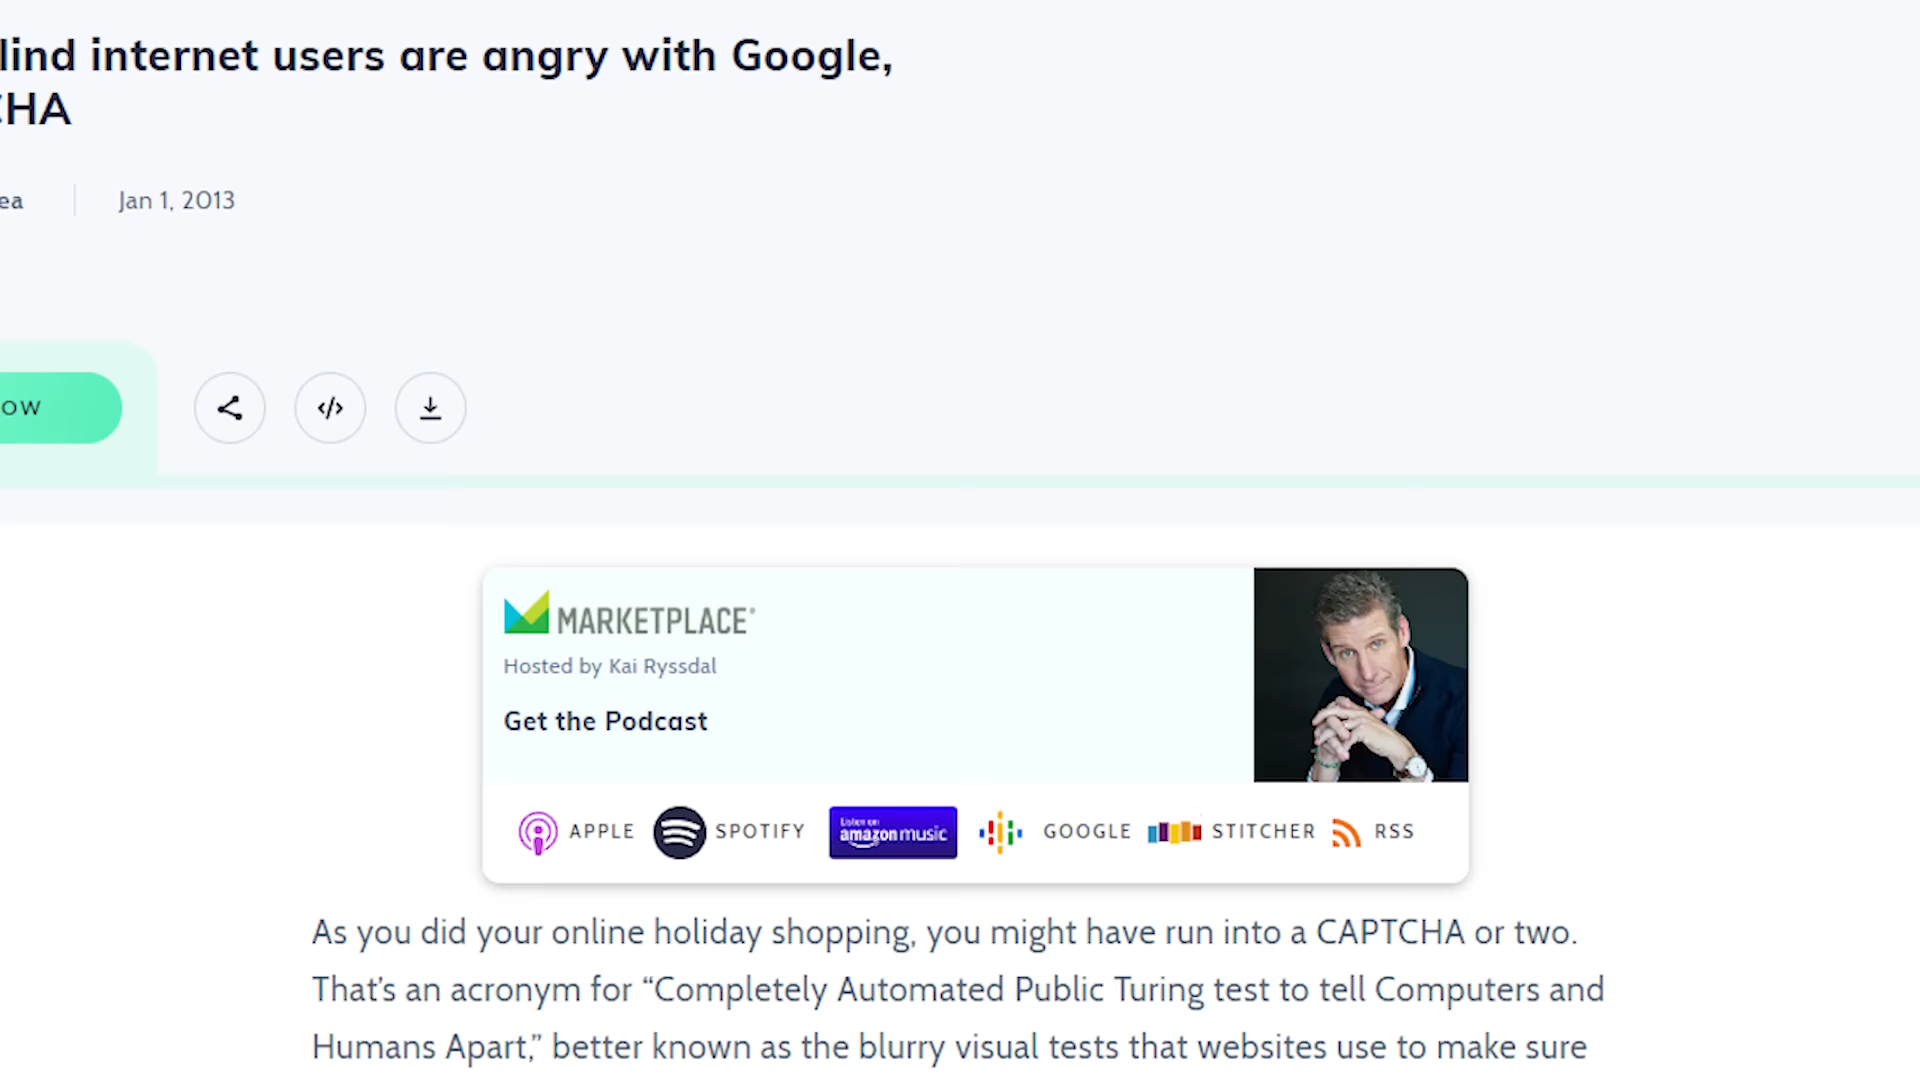 lind internet users are angry with Google,
CHA
ea
Jan 1, 2013
OW
MARKETPLACE®
Hosted by Kai Ryssdal
Get the Podcast
APPLE SPOTIFY Listen on amazon music GOOGLE STITCHER RSS
As you did your online holiday shopping, you might have run into a CAPTCHA or two.
That’s an acronym for “Completely Automated Public Turing test to tell Computers and
Humans Apart,” better known as the blurry visual tests that websites use to make sure